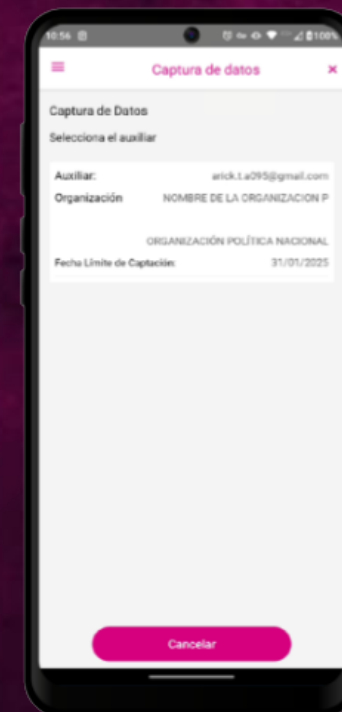 10:56
100%
Captura de datos
×
Captura de Datos
Selecciona el auxiliar
Auxiliar: arick.t.a095@gmail.com
Organización NOMBRE DE LA ORGANIZACION P
ORGANIZACIÓN POLÍTICA NACIONAL
Fecha Límite de Captación: 31/01/2025
Cancelar